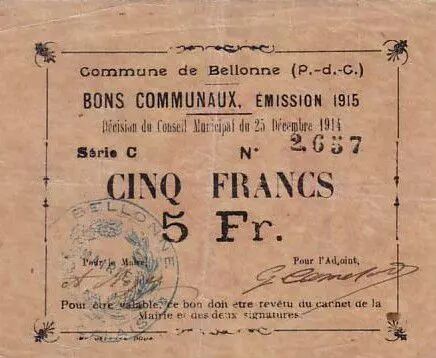 Commune de Bellonne (P.-d.-C.)
BONS COMMUNAUX, ÉMISSION 1915
Décision du Conseil Municipal du 25 Décembre 1914
Série C N° 2.657
CINQ FRANCS
5 Fr.
BELLONNE
Pour le Maire, Pour l'Adjoint,
Pour être valable, ce bon doit être revêtu du carnet de la
Mairie et des deux signatures.